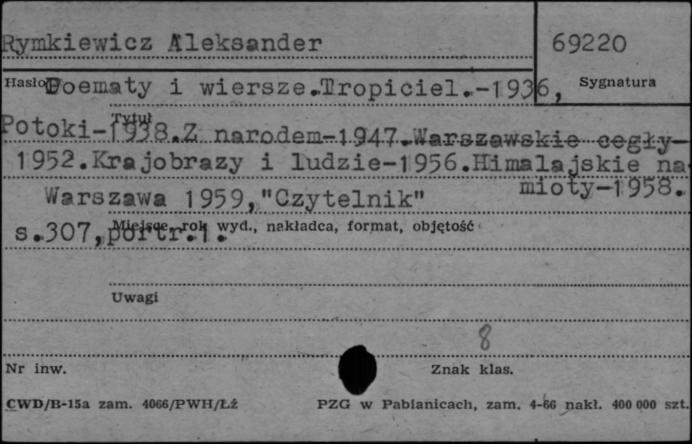 Rymkiewicz Aleksander
69220
Hasło Poematy i wiersze.Tropiciel.-1936,
Sygnatura
Tytuł
Potoki-1938.Z narodem-1947.Warszawskie cegły-
1952.Krajobrazy i ludzie-1956.Himalajskie na
mioty-1958.
Warszawa 1959,"Czytelnik"
Miejsce, rok wyd., nakładca, format, objętość
s.307,portr.1.
Uwagi
8
Nr inw.
Znak klas.
CWD/B-15a zam. 4066/PWH/Łź
PZG w Pabianicach, zam. 4-66 nakł. 400 000 szt.